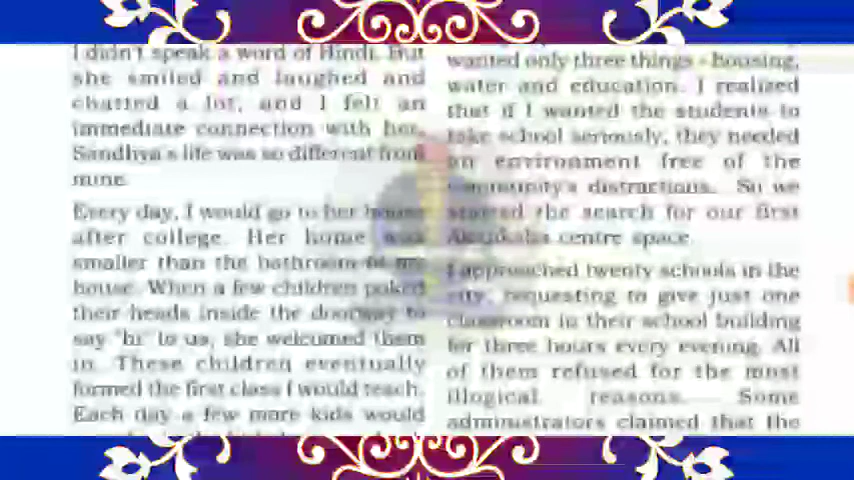 I didn't speak a word of Hindi. But
she smiled and laughed and
chatted a lot, and I felt an
immediate connection with her.
Sandhya's life was so different from
mine.
Every day, I would go to her house
after college. Her home was
smaller than the bathroom in my
house. When a few children poked
their heads inside the doorway to
say "hi" to us, she welcomed them
in. These children eventually
formed the first class I would teach.
Each day a few more kids would
wanted only three things - housing,
water and education. I realized
that if I wanted the students to
take school seriously, they needed
an environment free of the
community's distractions. So we
started the search for our first
centre space.
I approached twenty schools in the
city, requesting to give just one
classroom in their school building
for three hours every evening. All
of them refused for the most
illogical reasons. Some
administrators claimed that the